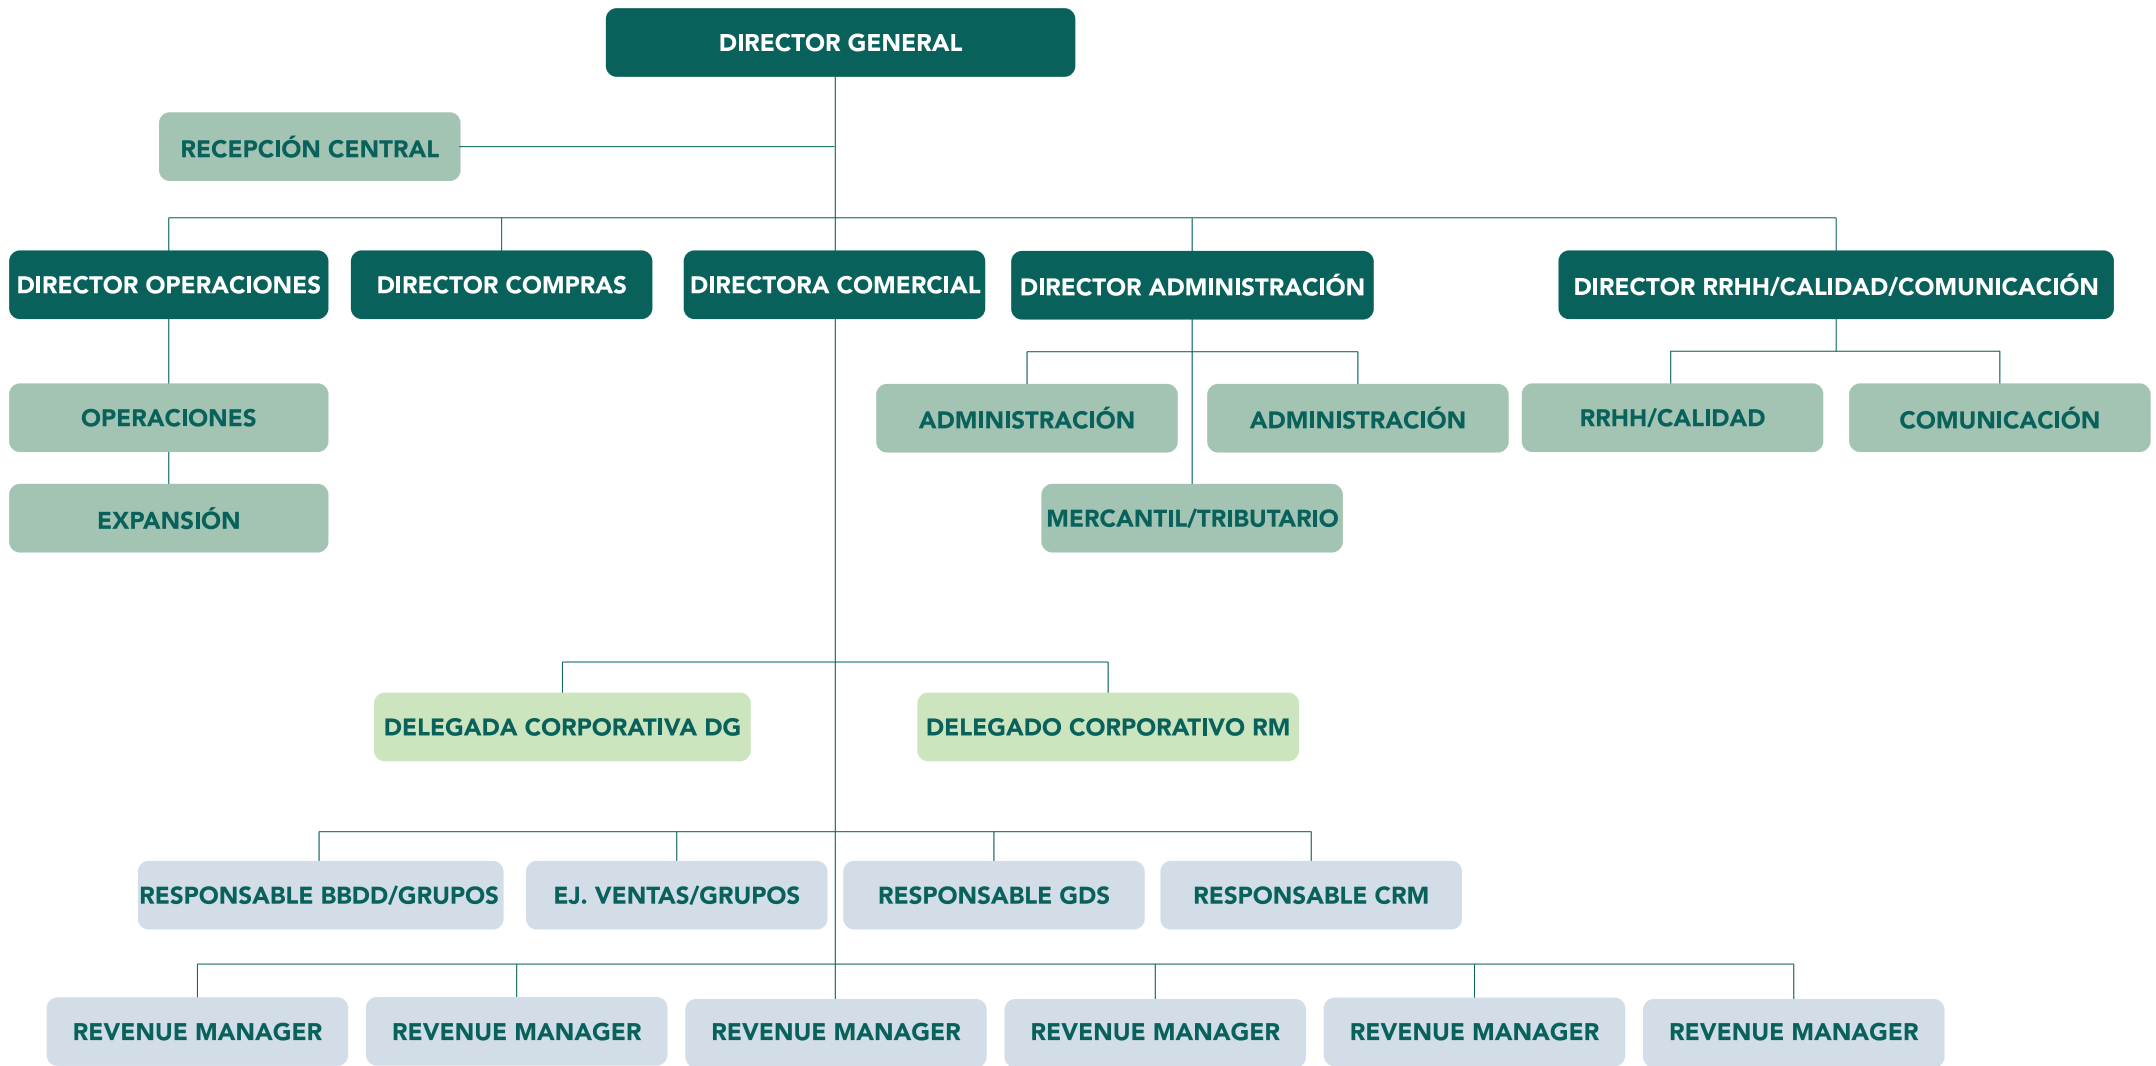 DIRECTOR GENERAL
RECEPCIÓN CENTRAL
DIRECTOR OPERACIONES
DIRECTOR COMPRAS
DIRECTORA COMERCIAL
DIRECTOR ADMINISTRACIÓN
DIRECTOR RRHH/CALIDAD/COMUNICACIÓN
OPERACIONES
ADMINISTRACIÓN
ADMINISTRACIÓN
RRHH/CALIDAD
COMUNICACIÓN
EXPANSIÓN
MERCANTIL/TRIBUTARIO
DELEGADA CORPORATIVA DG
DELEGADO CORPORATIVO RM
RESPONSABLE BBDD/GRUPOS
EJ. VENTAS/GRUPOS
RESPONSABLE GDS
RESPONSABLE CRM
REVENUE MANAGER
REVENUE MANAGER
REVENUE MANAGER
REVENUE MANAGER
REVENUE MANAGER
REVENUE MANAGER